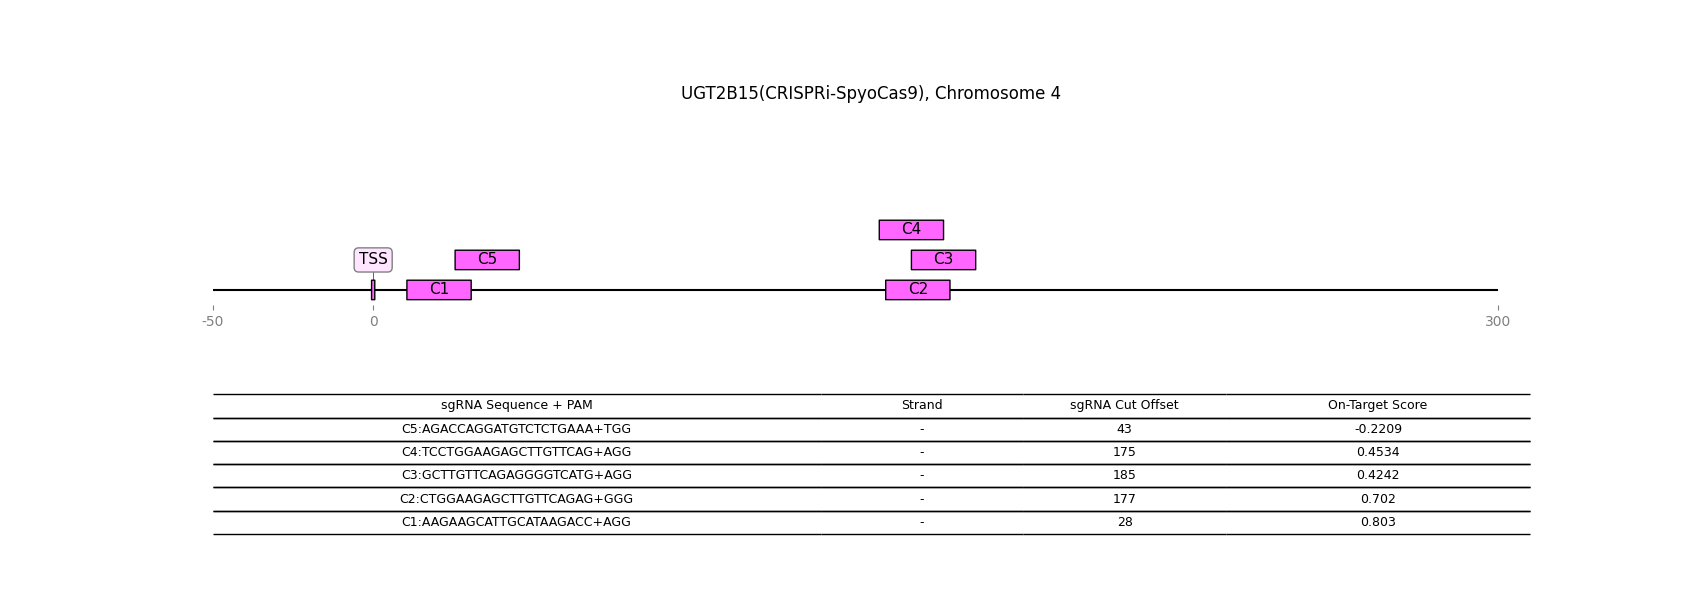 UGT2B15(CRISPRi-SpyoCas9), Chromosome 4
C4
TSS C5 C3
C1 C2
-50 0 300
sgRNA Sequence + PAM Strand sgRNA Cut Offset On-Target Score
C5:AGACCAGGATGTCTCTGAAA+TGG - 43 -0.2209
C4:TCCTGGAAGAGCTTGTTCAG+AGG - 175 0.4534
C3:GCTTGTTCAGAGGGGTCATG+AGG - 185 0.4242
C2:CTGGAAGAGCTTGTTCAGAG+GGG - 177 0.702
C1:AAGAAGCATTGCATAAGACC+AGG - 28 0.803